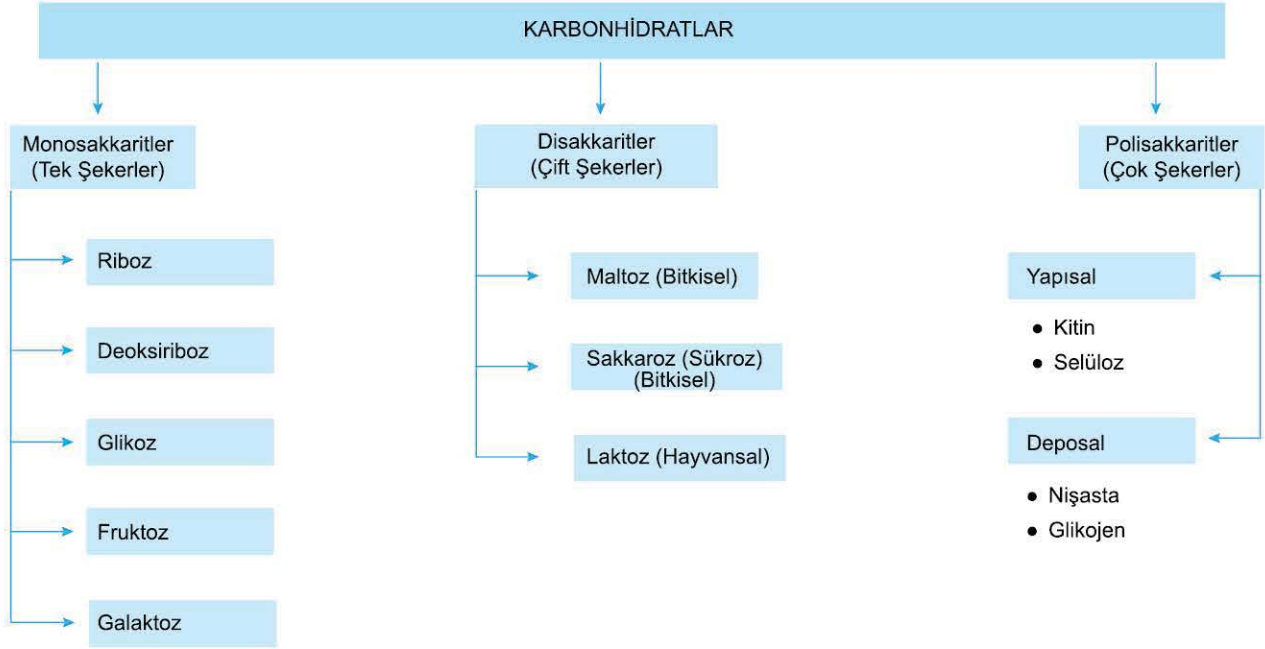 KARBONHİDRATLAR
Monosakkaritler
(Tek Şekerler)
Riboz
Deoksiriboz
Glikoz
Fruktoz
Galaktoz
Disakkaritler
(Çift Şekerler)
Maltoz (Bitkisel)
Sakkaroz (Sükroz)
(Bitkisel)
Laktoz (Hayvansal)
Polisakkaritler
(Çok Şekerler)
Yapısal
● Kitin
● Selüloz
Deposal
● Nişasta
● Glikojen